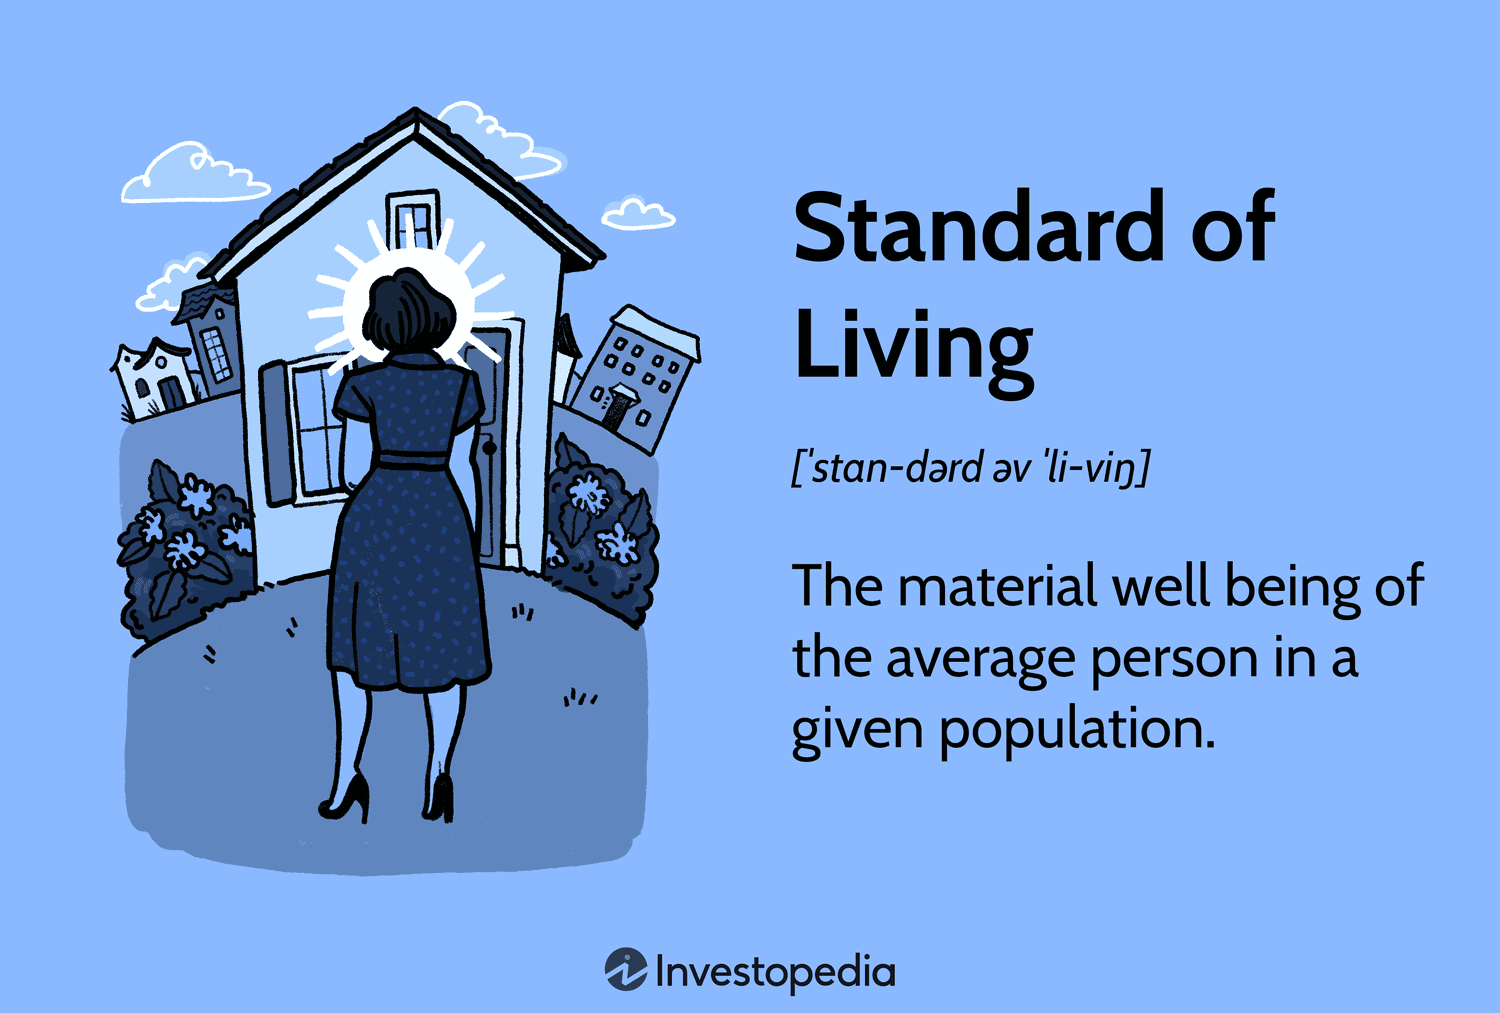 Standard of
Living
[ˈstan-dərd əv ˈli-viŋ]
The material well being of
the average person in a
given population.
Investopedia